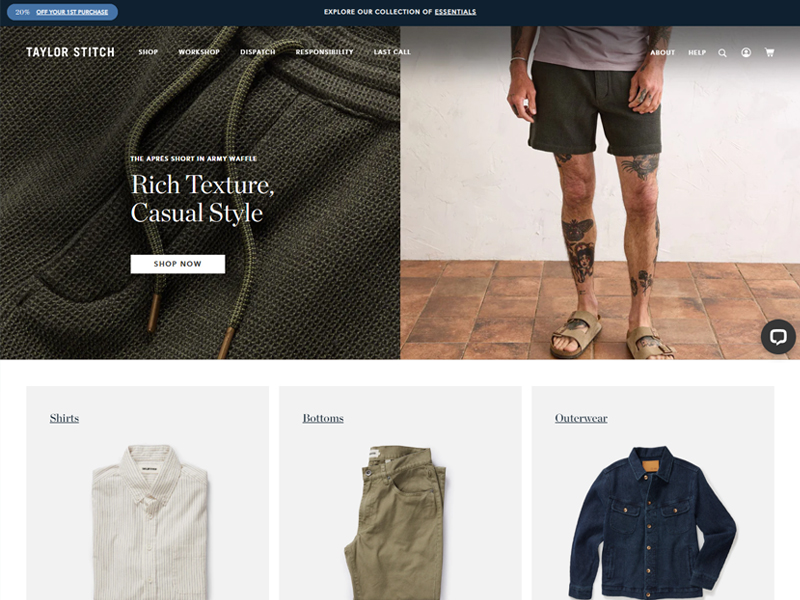 20% OFF YOUR 1ST PURCHASE
EXPLORE OUR COLLECTION OF ESSENTIALS
TAYLOR STITCH
SHOP
WORKSHOP
DISPATCH
RESPONSIBILITY
LAST CALL
ABOUT
HELP
THE APRÈS SHORT IN ARMY WAFFLE
Rich Texture,
Casual Style
SHOP NOW
Shirts
Bottoms
Outerwear